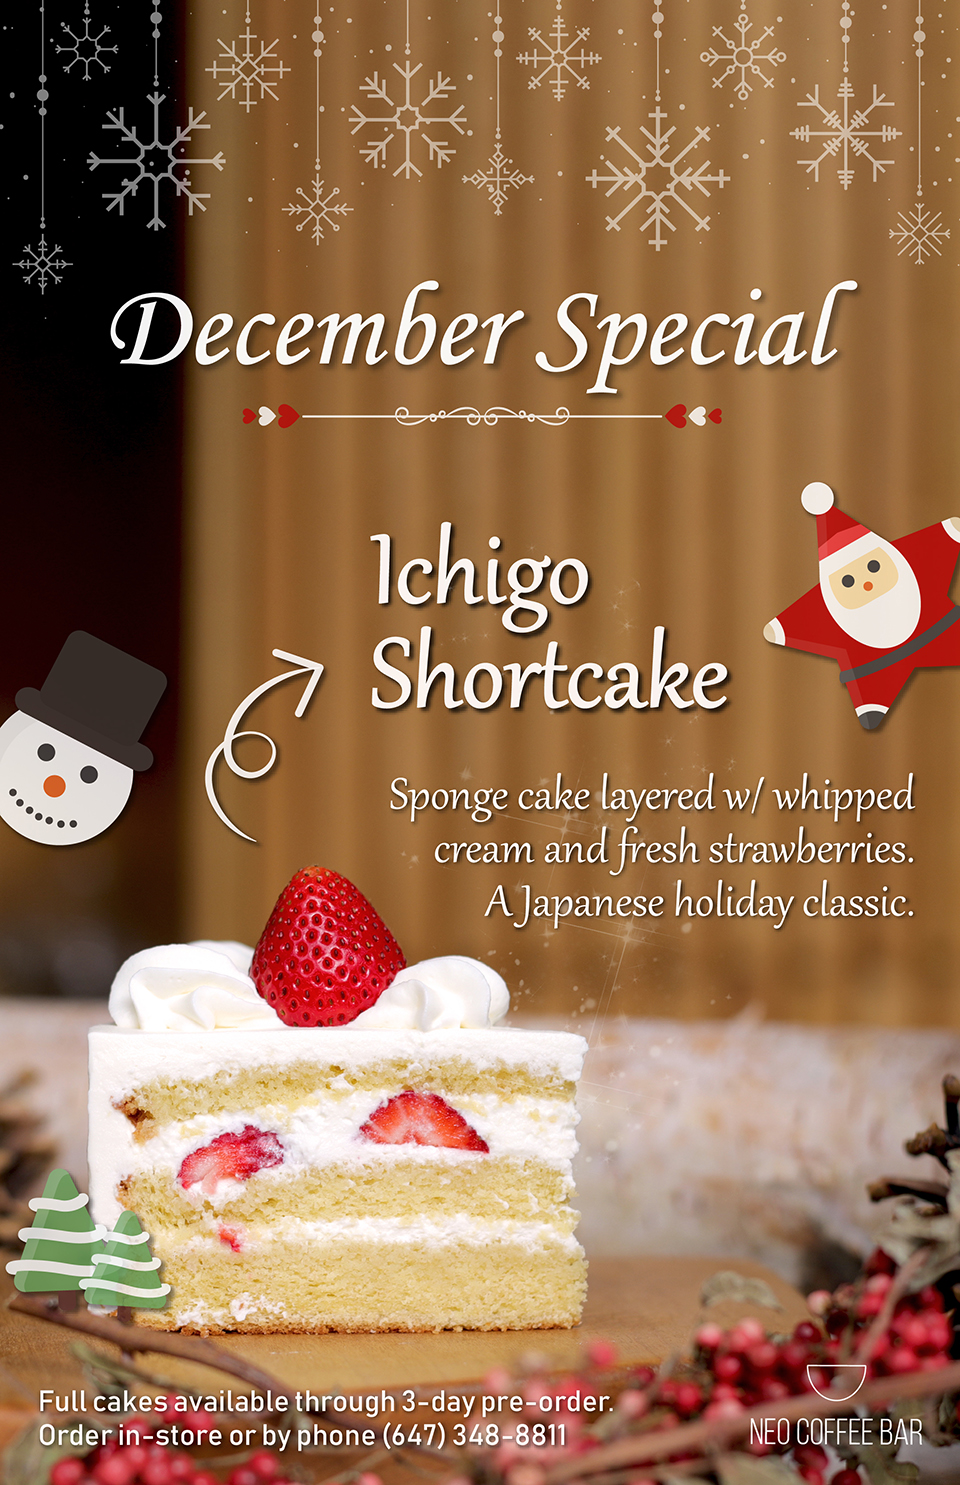 December Special
Ichigo
Shortcake
Sponge cake layered w/ whipped
cream and fresh strawberries.
A Japanese holiday classic.
Full cakes available through 3-day pre-order.
Order in-store or by phone (647) 348-8811
NEO COFFEE BAR